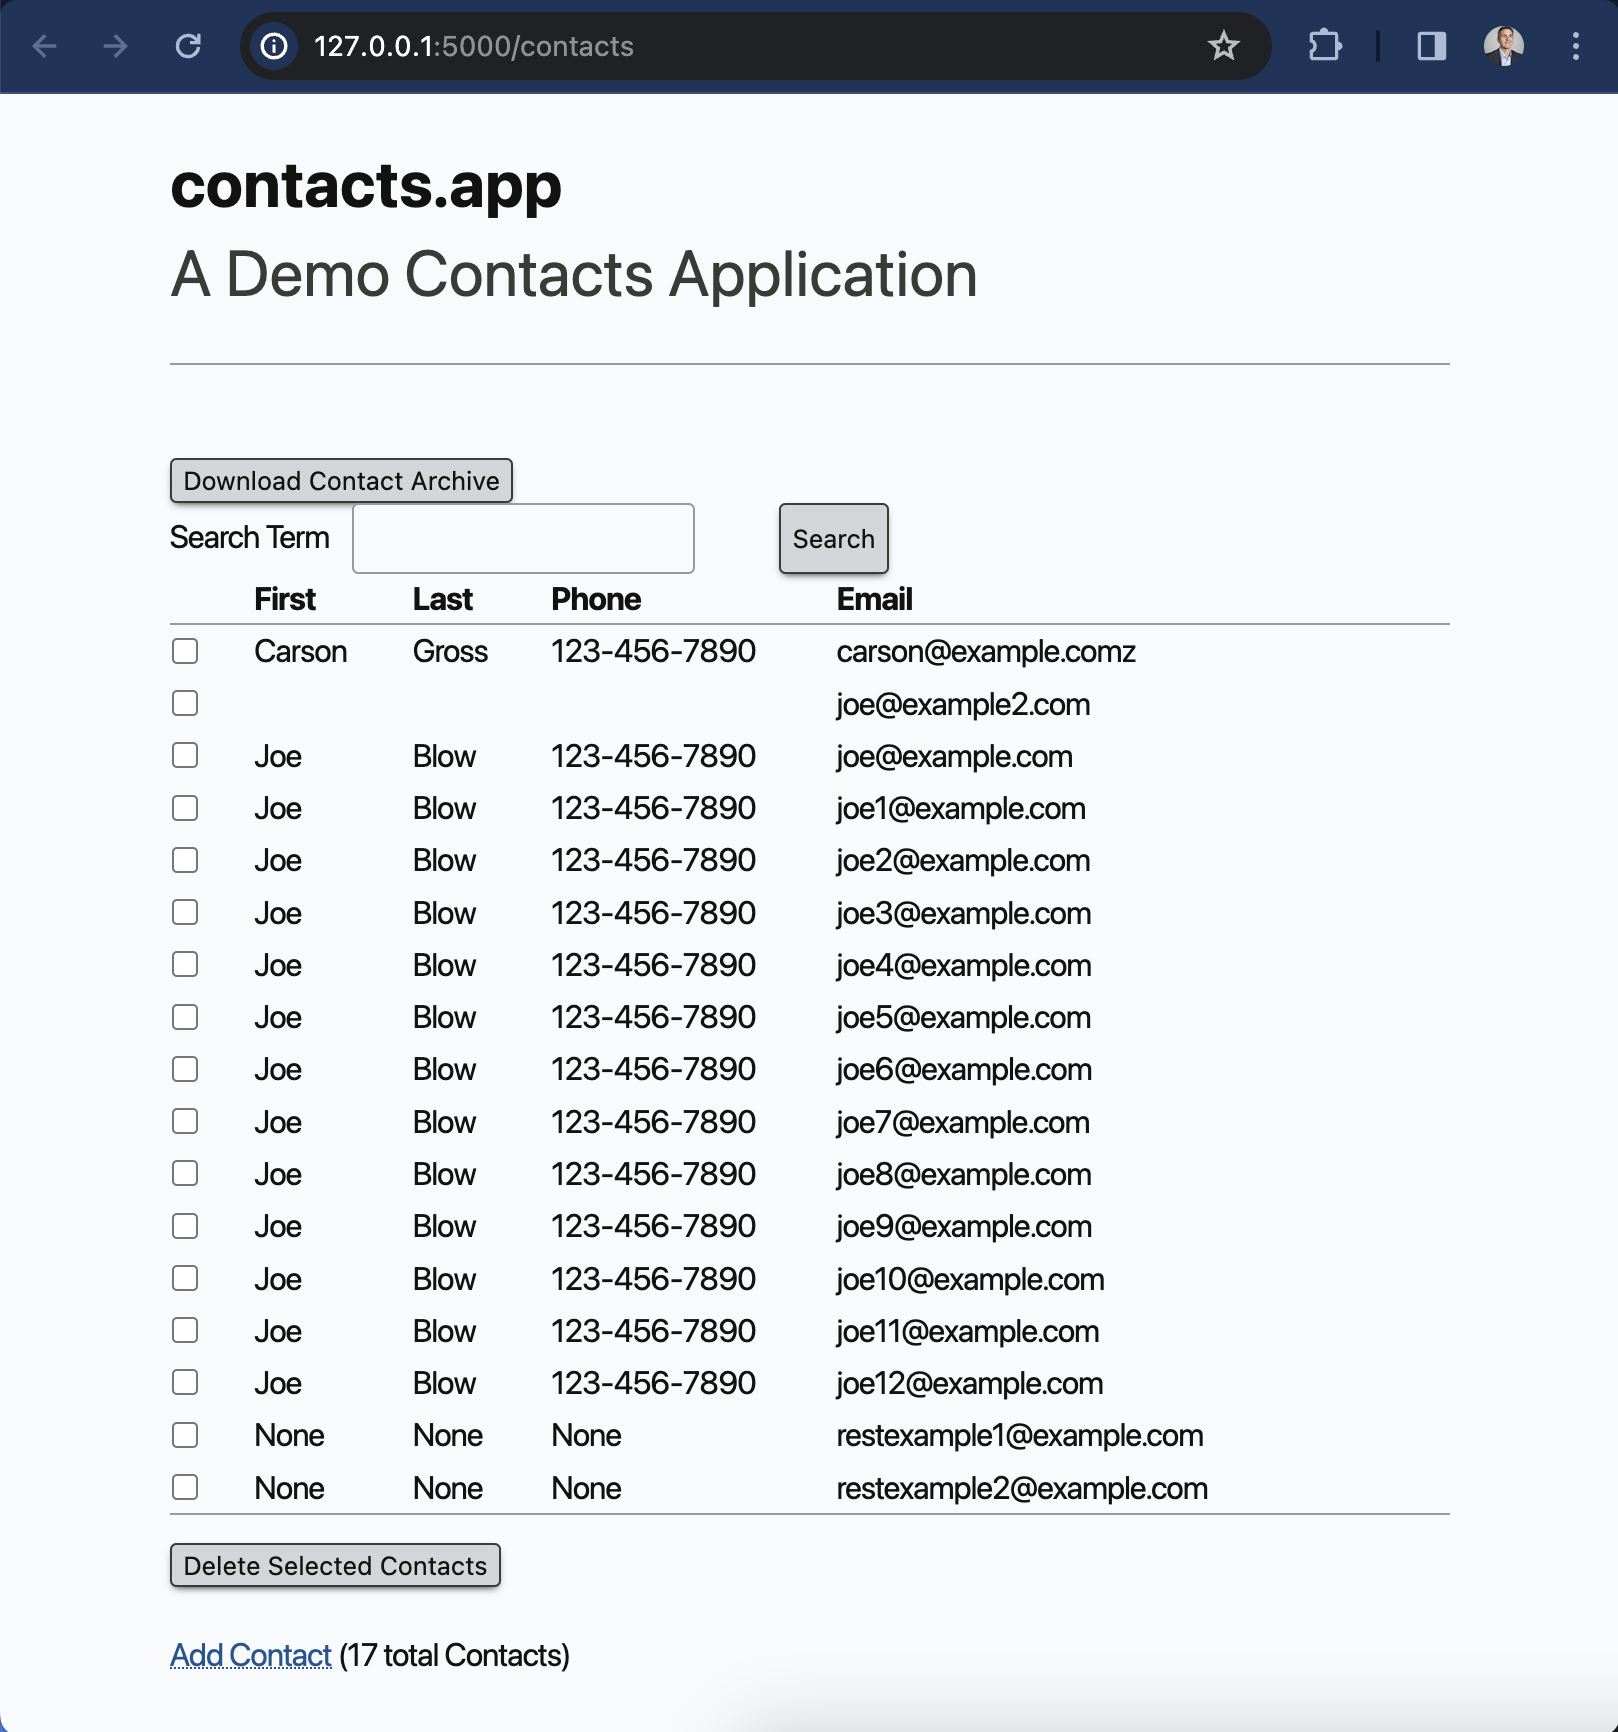 127.0.0.1:5000/contacts
contacts.app
A Demo Contacts Application
Download Contact Archive
Search Term Search
First Last Phone Email
Carson Gross 123-456-7890 carson@example.comz
joe@example2.com
Joe Blow 123-456-7890 joe@example.com
Joe Blow 123-456-7890 joe1@example.com
Joe Blow 123-456-7890 joe2@example.com
Joe Blow 123-456-7890 joe3@example.com
Joe Blow 123-456-7890 joe4@example.com
Joe Blow 123-456-7890 joe5@example.com
Joe Blow 123-456-7890 joe6@example.com
Joe Blow 123-456-7890 joe7@example.com
Joe Blow 123-456-7890 joe8@example.com
Joe Blow 123-456-7890 joe9@example.com
Joe Blow 123-456-7890 joe10@example.com
Joe Blow 123-456-7890 joe11@example.com
Joe Blow 123-456-7890 joe12@example.com
None None None restexample1@example.com
None None None restexample2@example.com
Delete Selected Contacts
Add Contact (17 total Contacts)